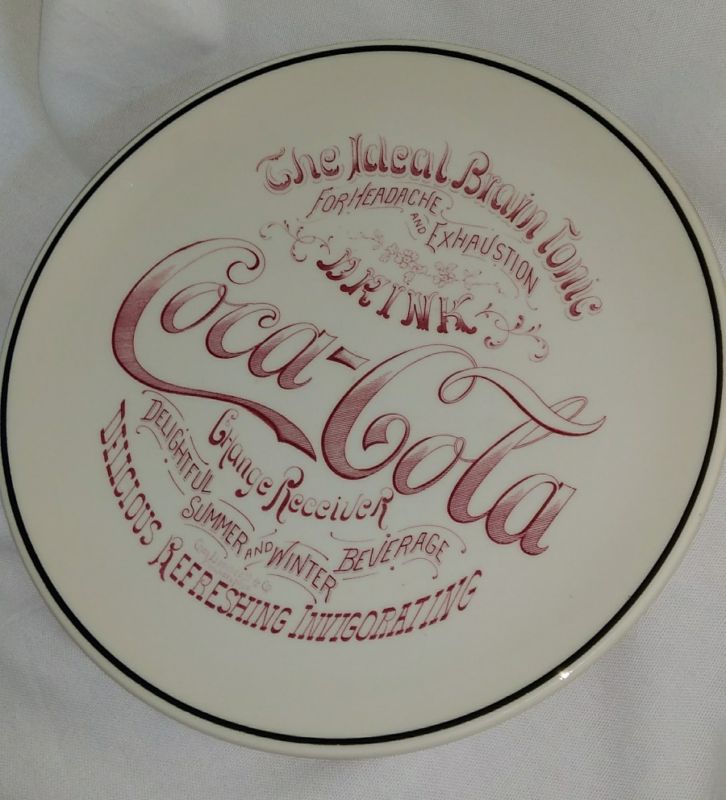 The Ideal Brain Tonic
FOR HEADACHE
AND EXHAUSTION
DRINK
Coca-Cola
Change Receiver
DELIGHTFUL
SUMMER AND WINTER
BEVERAGE
DELICIOUS REFRESHING INVIGORATING